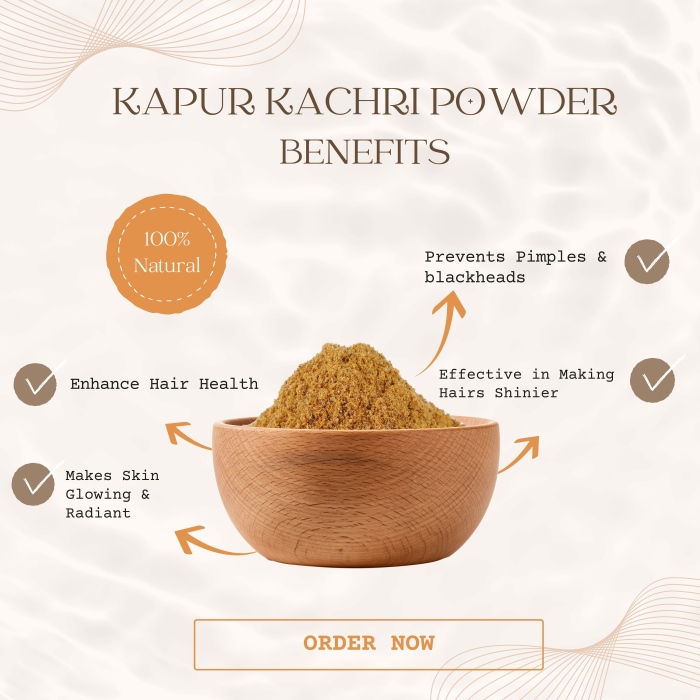 KAPUR KACHRI POWDER
BENEFITS
100%
Natural
Prevents Pimples &
blackheads
Enhance Hair Health
Effective in Making
Hairs Shinier
Makes Skin
Glowing &
Radiant
ORDER NOW